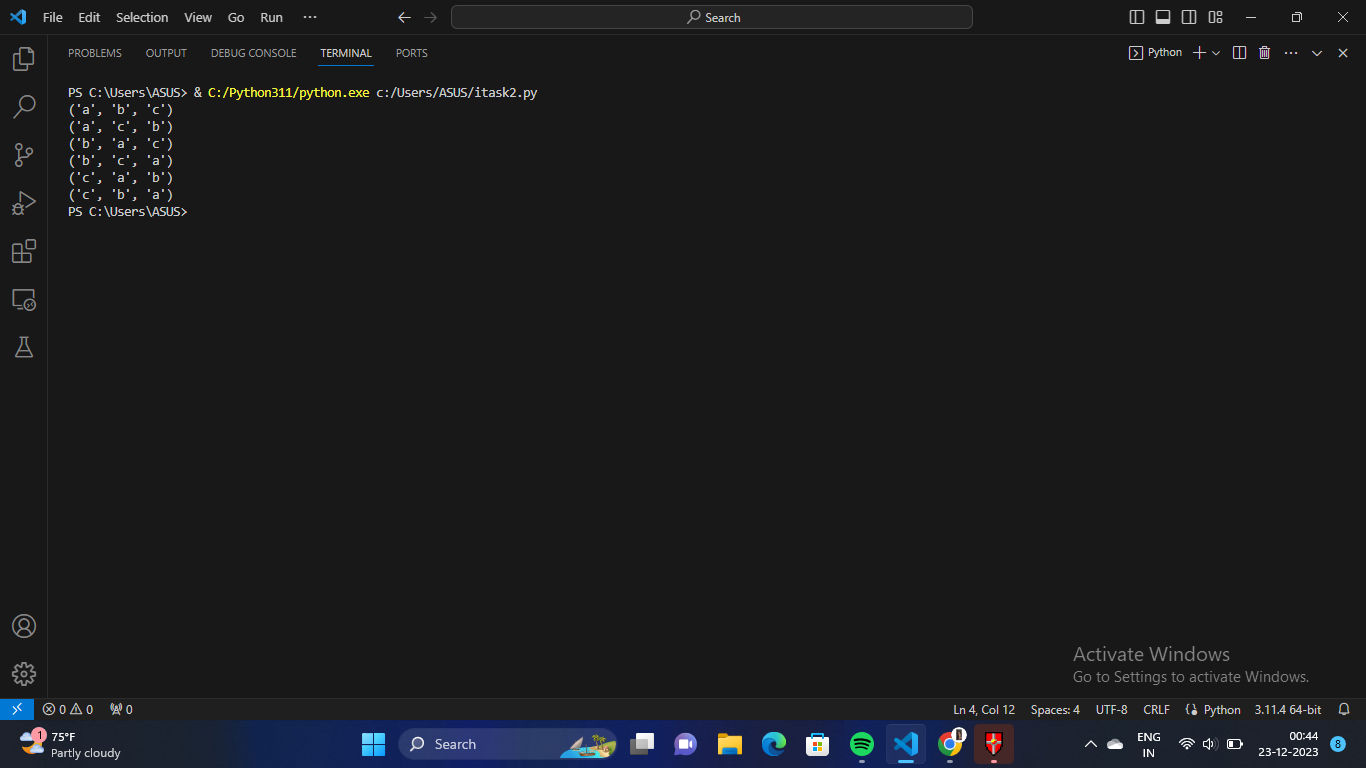 File Edit Selection View Go Run ··· Search
PROBLEMS OUTPUT DEBUG CONSOLE TERMINAL PORTS Python
PS C:\Users\ASUS> & C:/Python311/python.exe c:/Users/ASUS/itask2.py
('a', 'b', 'c')
('a', 'c', 'b')
('b', 'a', 'c')
('b', 'c', 'a')
('c', 'a', 'b')
('c', 'b', 'a')
PS C:\Users\ASUS>
Activate Windows
Go to Settings to activate Windows.
0 0 0 Ln 4, Col 12 Spaces: 4 UTF-8 CRLF Python 3.11.4 64-bit
1 75°F Search ENG 00:44
Partly cloudy IN 23-12-2023 8